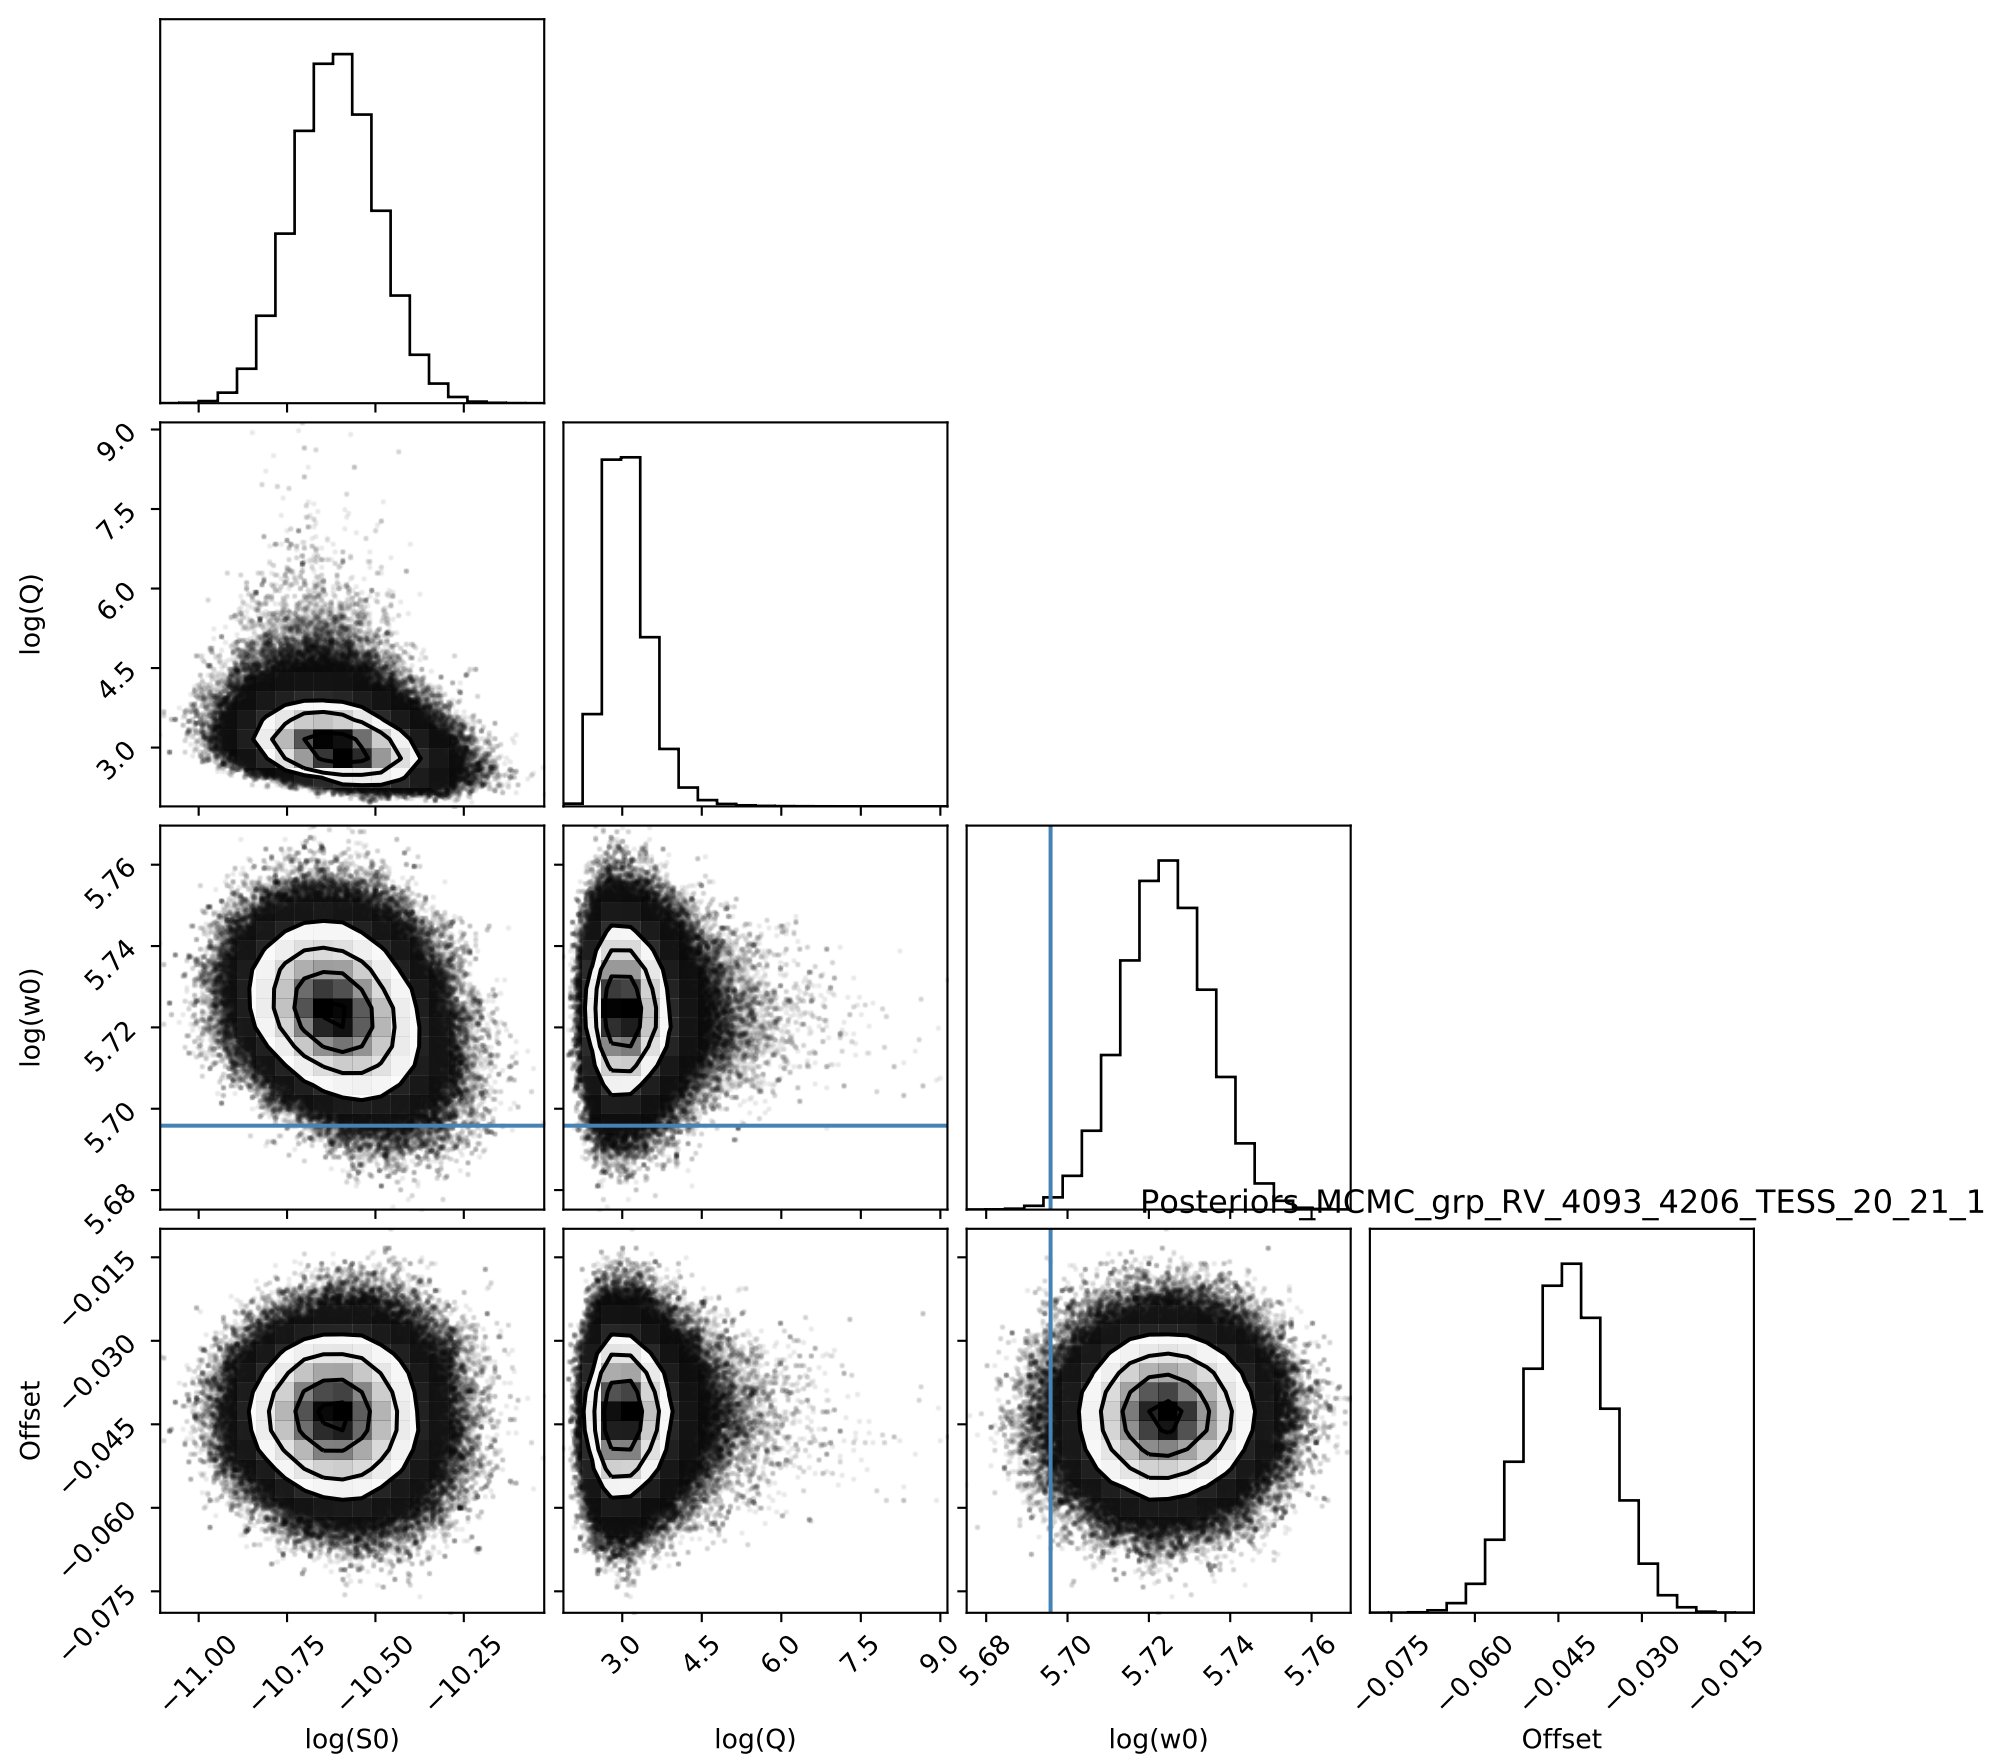 9.0
7.5
6.0
4.5
3.0
log(Q)
5.76
5.74
5.72
5.70
5.68
log(w0)
Posteriors_MCMC_grp_RV_4093_4206_TESS_20_21_1
−0.015
−0.030
−0.045
−0.060
−0.075
Offset
−11.00 −10.75 −10.50 −10.25
3.0 4.5 6.0 7.5 9.0
5.68 5.70 5.72 5.74 5.76
−0.075 −0.060 −0.045 −0.030 −0.015
log(S0) log(Q) log(w0) Offset